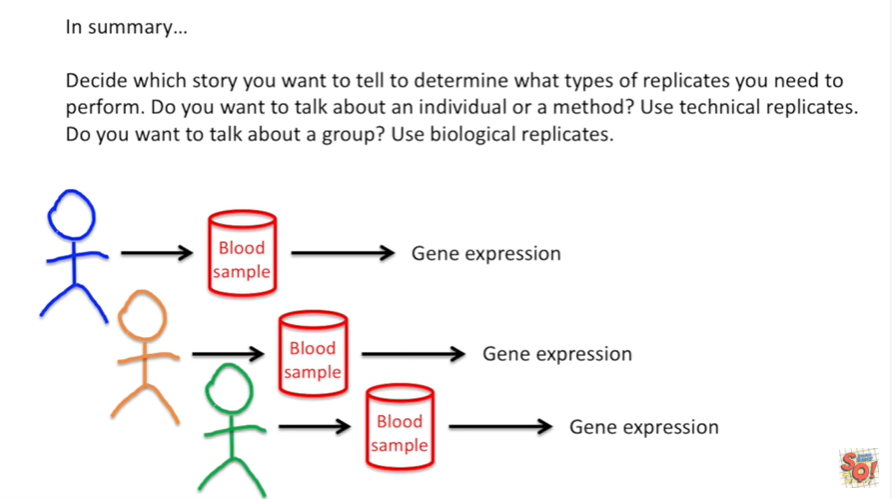 In summary...
Decide which story you want to tell to determine what types of replicates you need to
perform. Do you want to talk about an individual or a method? Use technical replicates.
Do you want to talk about a group? Use biological replicates.
Blood
sample
Gene expression
Blood
sample
Gene expression
Blood
sample
Gene expression
SQ!